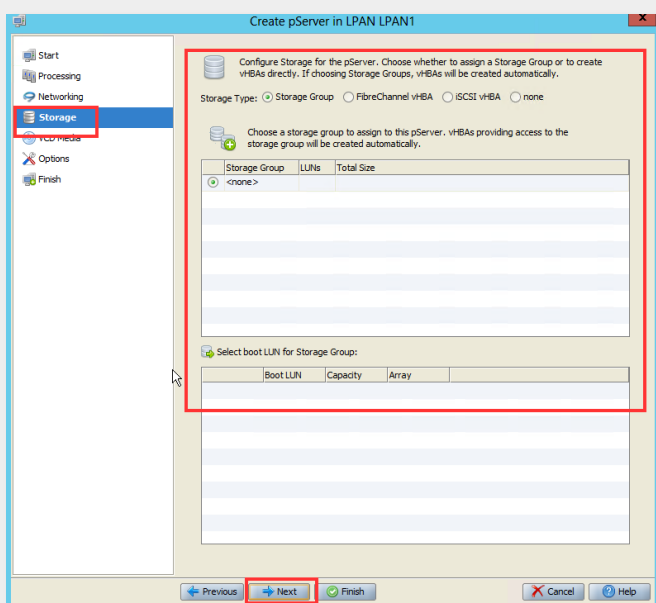 Create pServer in LPAN LPAN1
x
Start
Processing
Networking
Storage
VCD Media
Options
Finish
Configure Storage for the pServer. Choose whether to assign a Storage Group or to create
vHBAs directly. If choosing Storage Groups, vHBAs will be created automatically.
Storage Type: Storage Group FibreChannel vHBA iSCSI vHBA none
Choose a storage group to assign to this pServer. vHBAs providing access to the
storage group will be created automatically.
Storage Group LUNs Total Size
<none>
Select boot LUN for Storage Group:
Boot LUN Capacity Array
Previous Next Finish Cancel Help